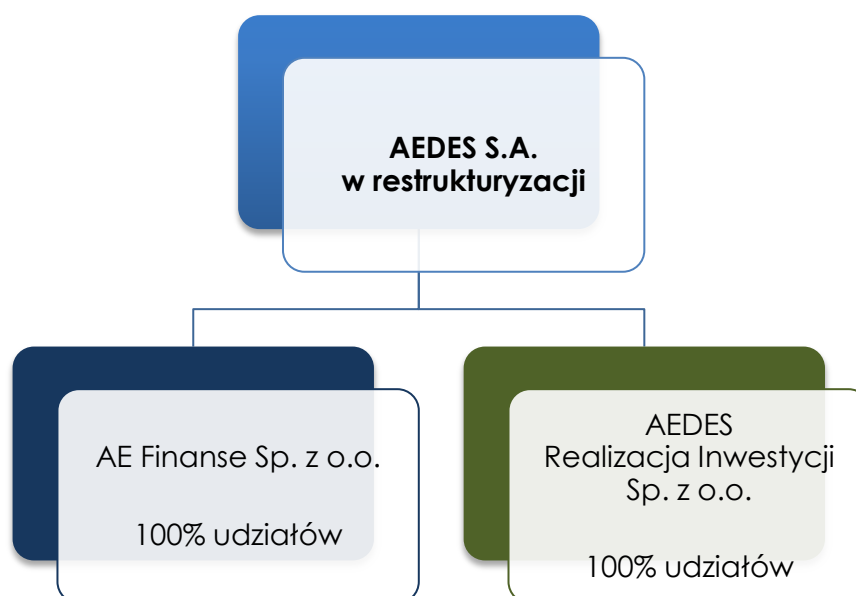 AEDES S.A.
w restrukturyzacji
AE Finanse Sp. z o.o.
100% udziałów
AEDES
Realizacja Inwestycji
Sp. z o.o.
100% udziałów